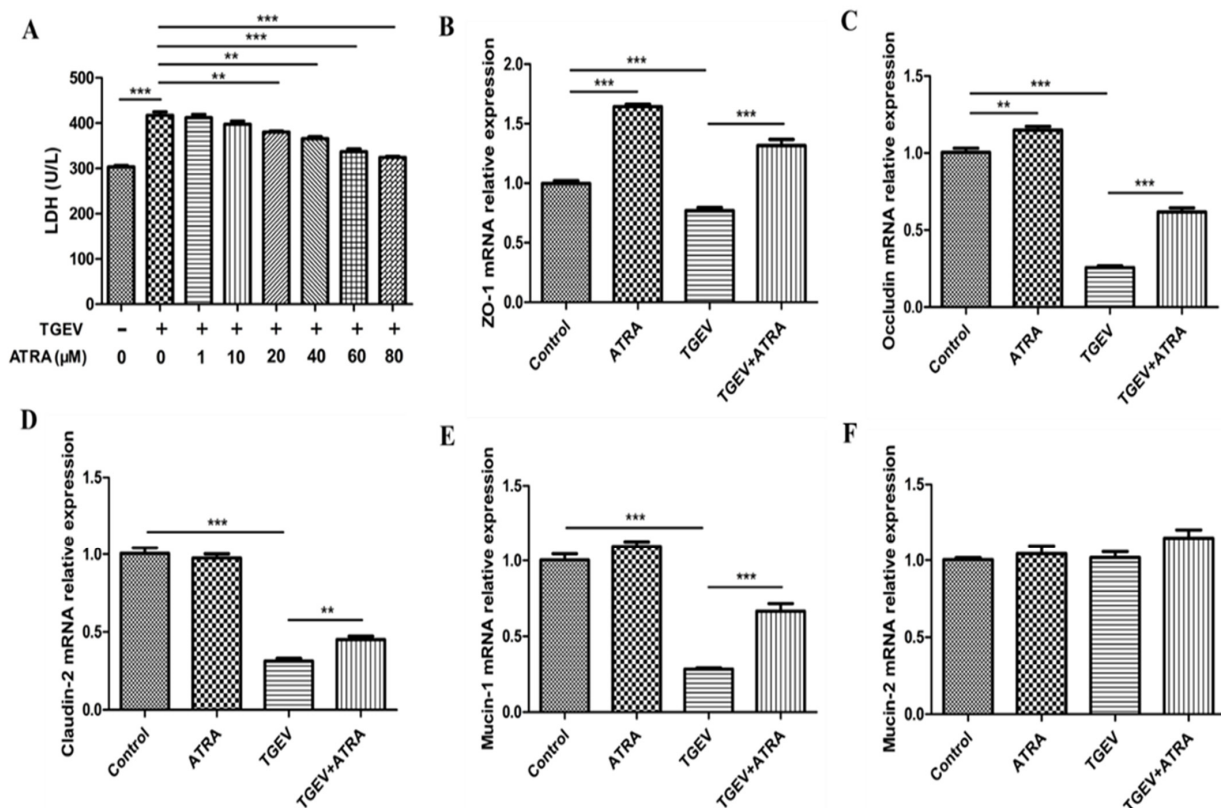 A
***
***
**
**
***
LDH (U/L)
500
400
300
200
100
0
TGEV - + + + + + + +
ATRA (µM) 0 0 1 10 20 40 60 80
B
ZO-1 mRNA relative expression
2.0
1.5
1.0
0.5
0.0
***
***
***
Control ATRA TGEV TGEV+ATRA
C
Occludin mRNA relative expression
1.5
1.0
0.5
0.0
***
**
***
Control ATRA TGEV TGEV+ATRA
D
Claudin-2 mRNA relative expression
1.5
1.0
0.5
0.0
***
**
Control ATRA TGEV TGEV+ATRA
E
Mucin-1 mRNA relative expression
1.5
1.0
0.5
0.0
***
***
Control ATRA TGEV TGEV+ATRA
F
Mucin-2 mRNA relative expression
1.5
1.0
0.5
0.0
Control ATRA TGEV TGEV+ATRA